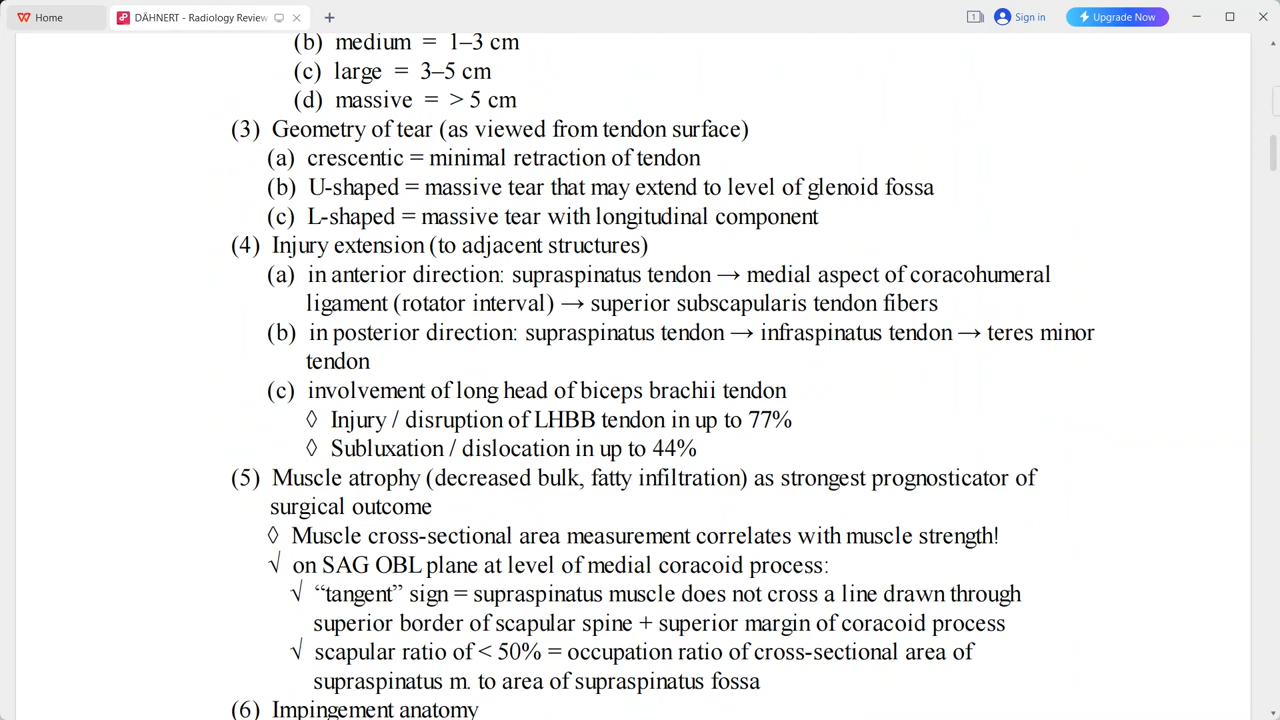 Home
DÄHNERT - Radiology Review
1
Sign in
Upgrade Now
(b) medium = 1–3 cm
(c) large = 3–5 cm
(d) massive = > 5 cm
(3) Geometry of tear (as viewed from tendon surface)
(a) crescentic = minimal retraction of tendon
(b) U-shaped = massive tear that may extend to level of glenoid fossa
(c) L-shaped = massive tear with longitudinal component
(4) Injury extension (to adjacent structures)
(a) in anterior direction: supraspinatus tendon → medial aspect of coracohumeral
ligament (rotator interval) → superior subscapularis tendon fibers
(b) in posterior direction: supraspinatus tendon → infraspinatus tendon → teres minor
tendon
(c) involvement of long head of biceps brachii tendon
◊ Injury / disruption of LHBB tendon in up to 77%
◊ Subluxation / dislocation in up to 44%
(5) Muscle atrophy (decreased bulk, fatty infiltration) as strongest prognosticator of
surgical outcome
◊ Muscle cross-sectional area measurement correlates with muscle strength!
√ on SAG OBL plane at level of medial coracoid process:
√ “tangent” sign = supraspinatus muscle does not cross a line drawn through
superior border of scapular spine + superior margin of coracoid process
√ scapular ratio of < 50% = occupation ratio of cross-sectional area of
supraspinatus m. to area of supraspinatus fossa
(6) Impingement anatomy